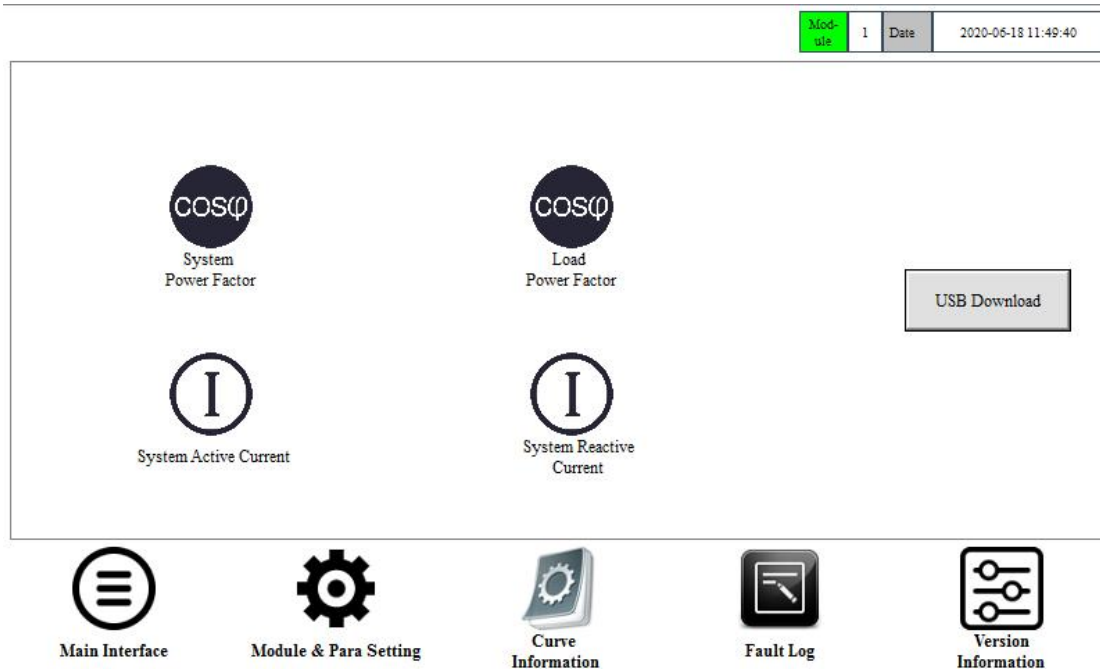 Mod-
ule
1
Date
2020-06-18 11:49:40
cosφ
System
Power Factor
cosφ
Load
Power Factor
USB Download
I
System Active Current
I
System Reactive
Current
Main Interface
Module & Para Setting
Curve
Information
Fault Log
Version
Information